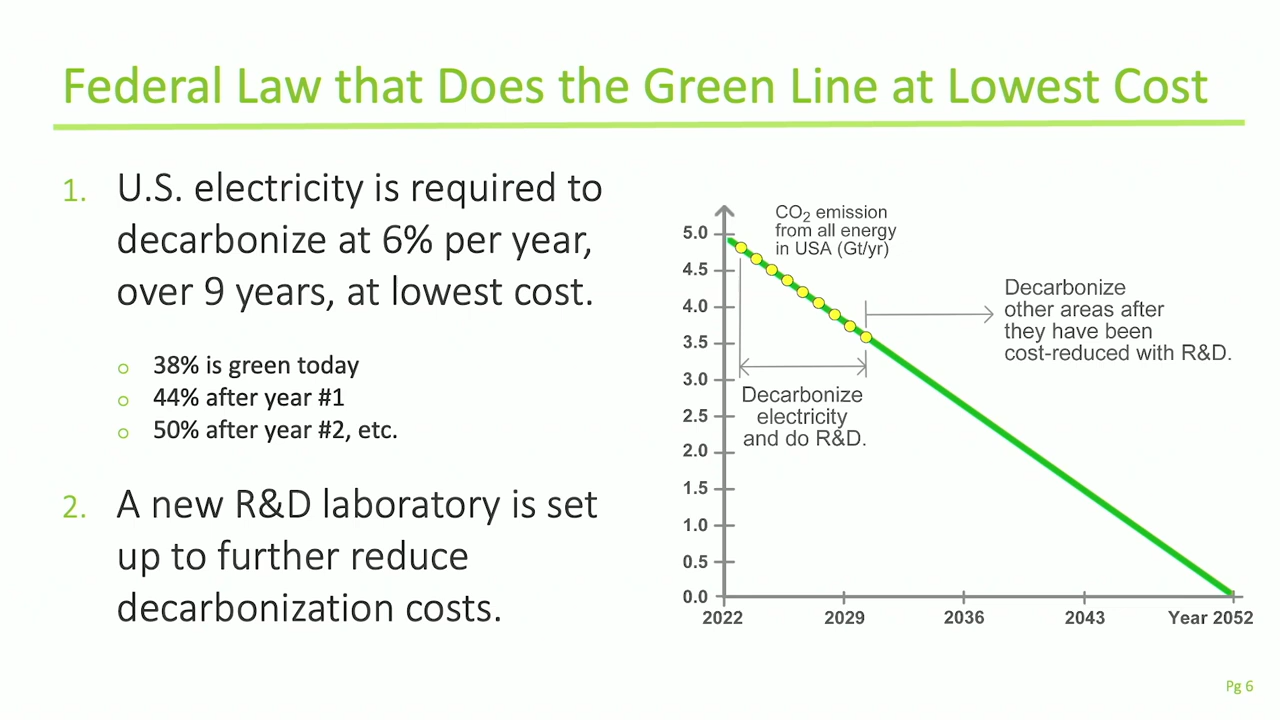 Federal Law that Does the Green Line at Lowest Cost
1. U.S. electricity is required to
decarbonize at 6% per year,
over 9 years, at lowest cost.
o 38% is green today
o 44% after year #1
o 50% after year #2, etc.
2. A new R&D laboratory is set
up to further reduce
decarbonization costs.
CO2 emission
from all energy
in USA (Gt/yr)
5.0
4.5
4.0
3.5
3.0
2.5
2.0
1.5
1.0
0.5
0.0
Decarbonize
other areas after
they have been
cost-reduced with R&D.
Decarbonize
electricity
and do R&D.
2022 2029 2036 2043 Year 2052
Pg 6